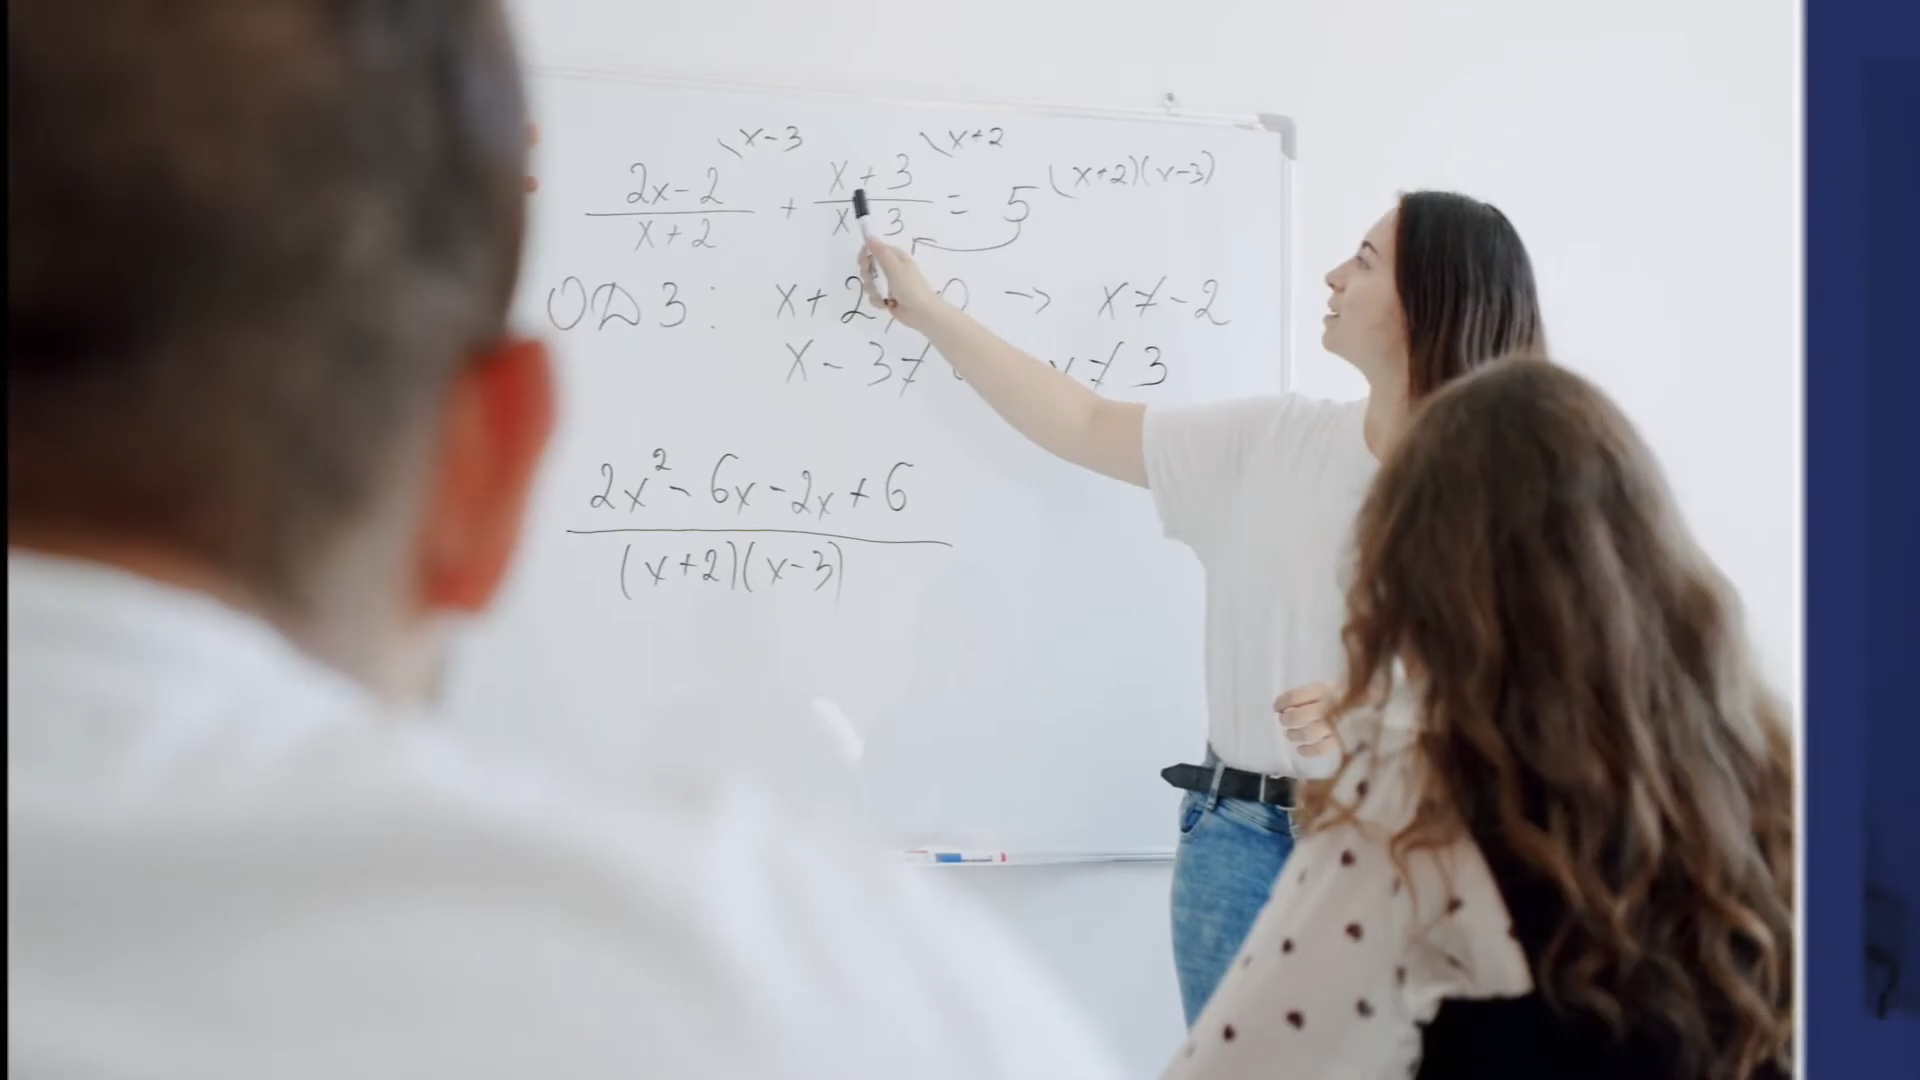 \x-3 \x+2 \(x+2)(x-3)
2x-2/x+2 + x+3/x 3 = 5
ОДЗ: x+2 0 → x≠-2
x-3≠ x≠3
2x²-6x-2x+6
(x+2)(x-3)